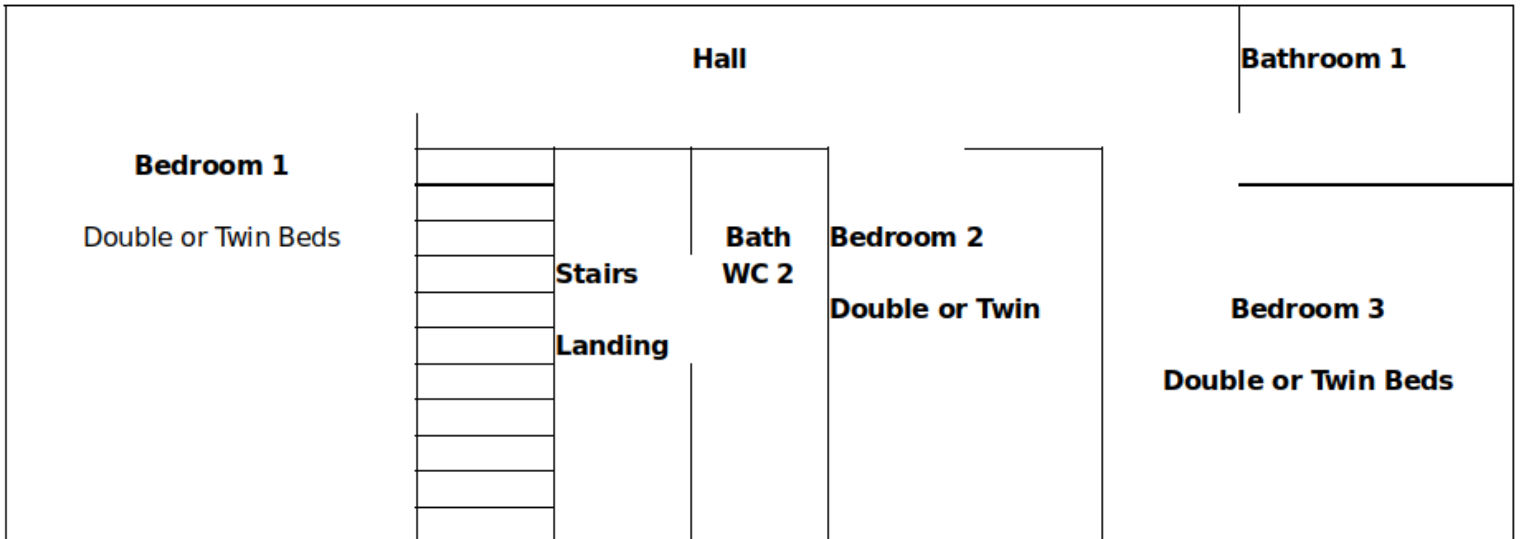 Hall
Bathroom 1
Bedroom 1
Double or Twin Beds
Stairs
Landing
Bath
WC 2
Bedroom 2
Double or Twin
Bedroom 3
Double or Twin Beds